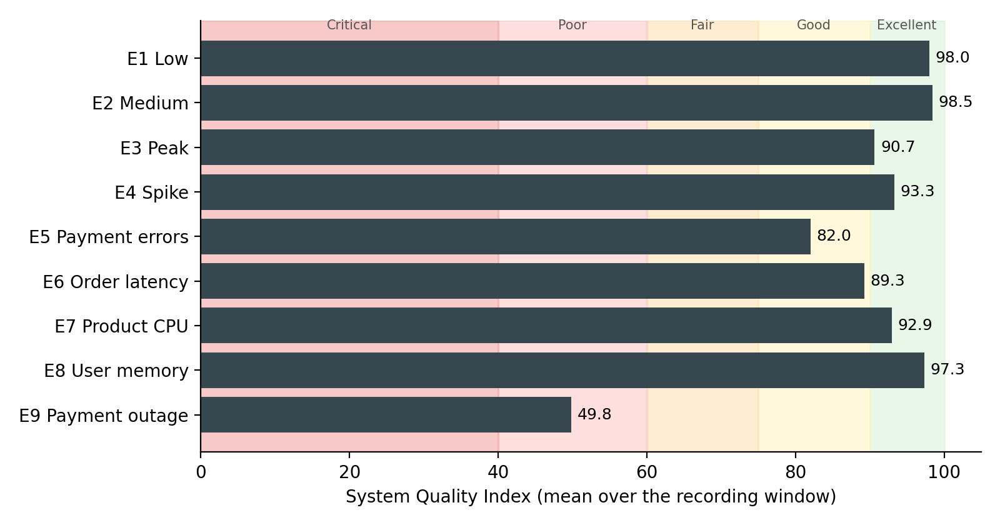 Critical Poor Fair Good Excellent
E1 Low 98.0
E2 Medium 98.5
E3 Peak 90.7
E4 Spike 93.3
E5 Payment errors 82.0
E6 Order latency 89.3
E7 Product CPU 92.9
E8 User memory 97.3
E9 Payment outage 49.8
0 20 40 60 80 100
System Quality Index (mean over the recording window)